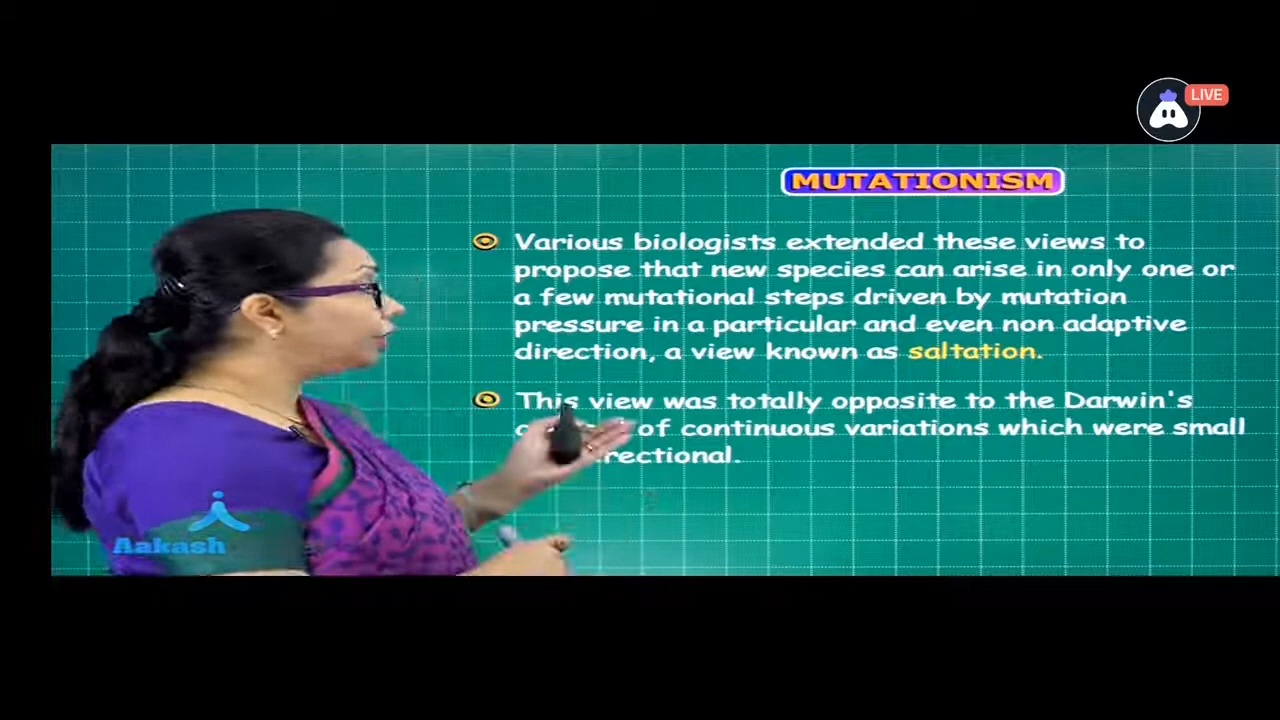 LIVE
MUTATIONISM
Various biologists extended these views to
propose that new species can arise in only one or
a few mutational steps driven by mutation
pressure in a particular and even non adaptive
direction, a view known as saltation.
This view was totally opposite to the Darwin's
of continuous variations which were small
Aakash